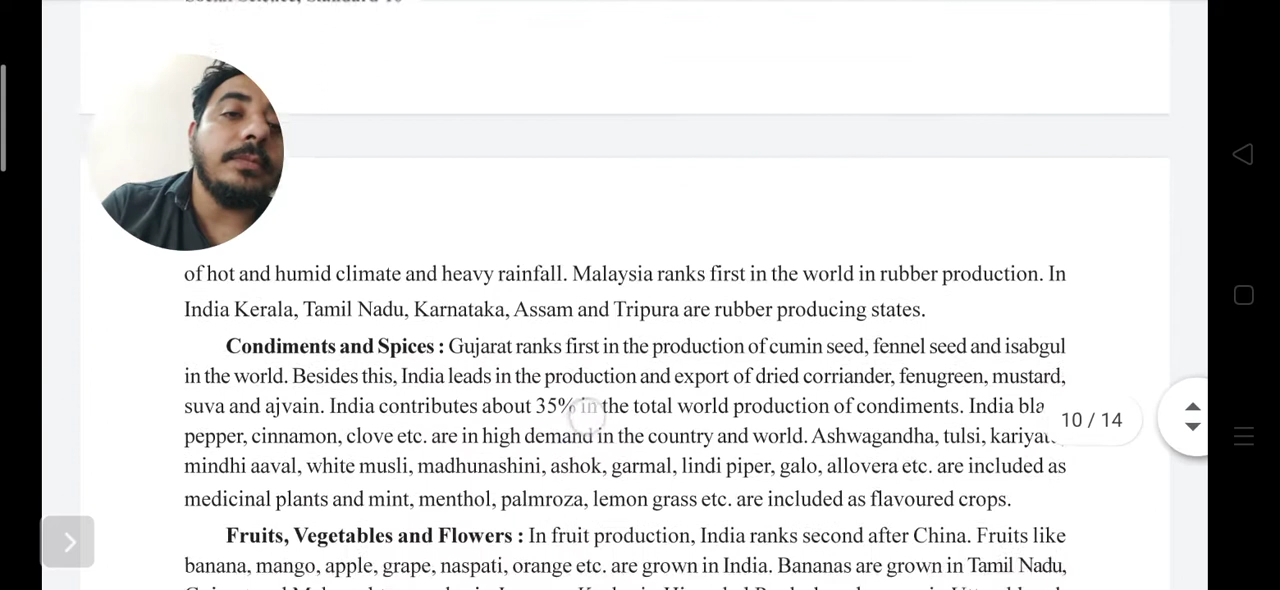 of hot and humid climate and heavy rainfall. Malaysia ranks first in the world in rubber production. In
India Kerala, Tamil Nadu, Karnataka, Assam and Tripura are rubber producing states.
Condiments and Spices : Gujarat ranks first in the production of cumin seed, fennel seed and isabgul
in the world. Besides this, India leads in the production and export of dried corriander, fenugreen, mustard,
suva and ajvain. India contributes about 35% in the total world production of condiments. India bla
pepper, cinnamon, clove etc. are in high demand in the country and world. Ashwagandha, tulsi, kariyat
mindhi aaval, white musli, madhunashini, ashok, garmal, lindi piper, galo, allovera etc. are included as
medicinal plants and mint, menthol, palmroza, lemon grass etc. are included as flavoured crops.
Fruits, Vegetables and Flowers : In fruit production, India ranks second after China. Fruits like
banana, mango, apple, grape, naspati, orange etc. are grown in India. Bananas are grown in Tamil Nadu,
10 / 14